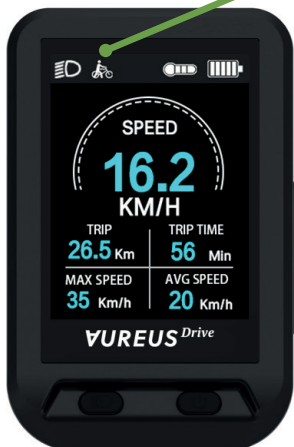 SPEED
16.2
KM/H
TRIP TRIP TIME
26.5 Km 56 Min
MAX SPEED AVG SPEED
35 Km/h 20 Km/h
AUREUS Drive